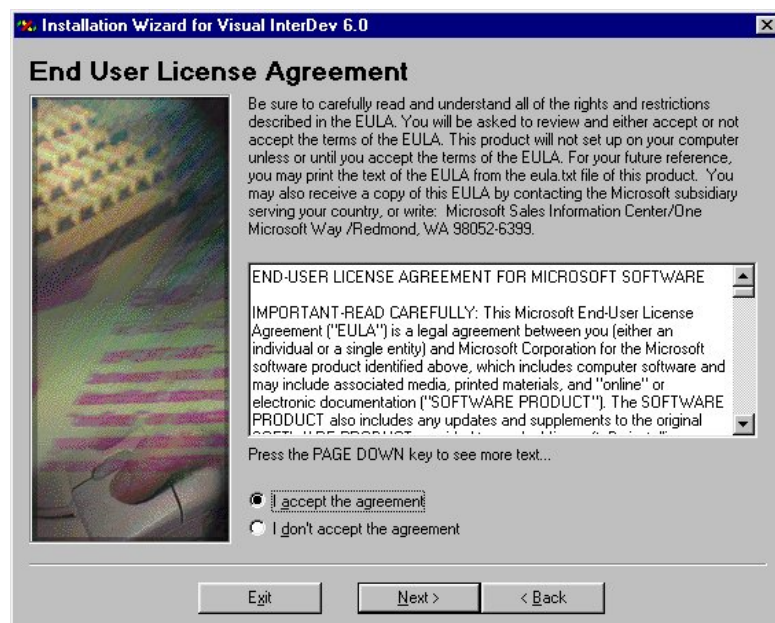 Installation Wizard for Visual InterDev 6.0
End User License Agreement
Be sure to carefully read and understand all of the rights and restrictions
described in the EULA. You will be asked to review and either accept or not
accept the terms of the EULA. This product will not set up on your computer
unless or until you accept the terms of the EULA. For your future reference,
you may print the text of the EULA from the eula.txt file of this product. You
may also receive a copy of this EULA by contacting the Microsoft subsidiary
serving your country, or write: Microsoft Sales Information Center/One
Microsoft Way /Redmond, WA 98052-6399.
END-USER LICENSE AGREEMENT FOR MICROSOFT SOFTWARE
IMPORTANT-READ CAREFULLY: This Microsoft End-User License
Agreement ("EULA") is a legal agreement between you (either an
individual or a single entity) and Microsoft Corporation for the Microsoft
software product identified above, which includes computer software and
may include associated media, printed materials, and "online" or
electronic documentation ("SOFTWARE PRODUCT"). The SOFTWARE
PRODUCT also includes any updates and supplements to the original
Press the PAGE DOWN key to see more text...
I accept the agreement
I don't accept the agreement
Exit
Next >
< Back